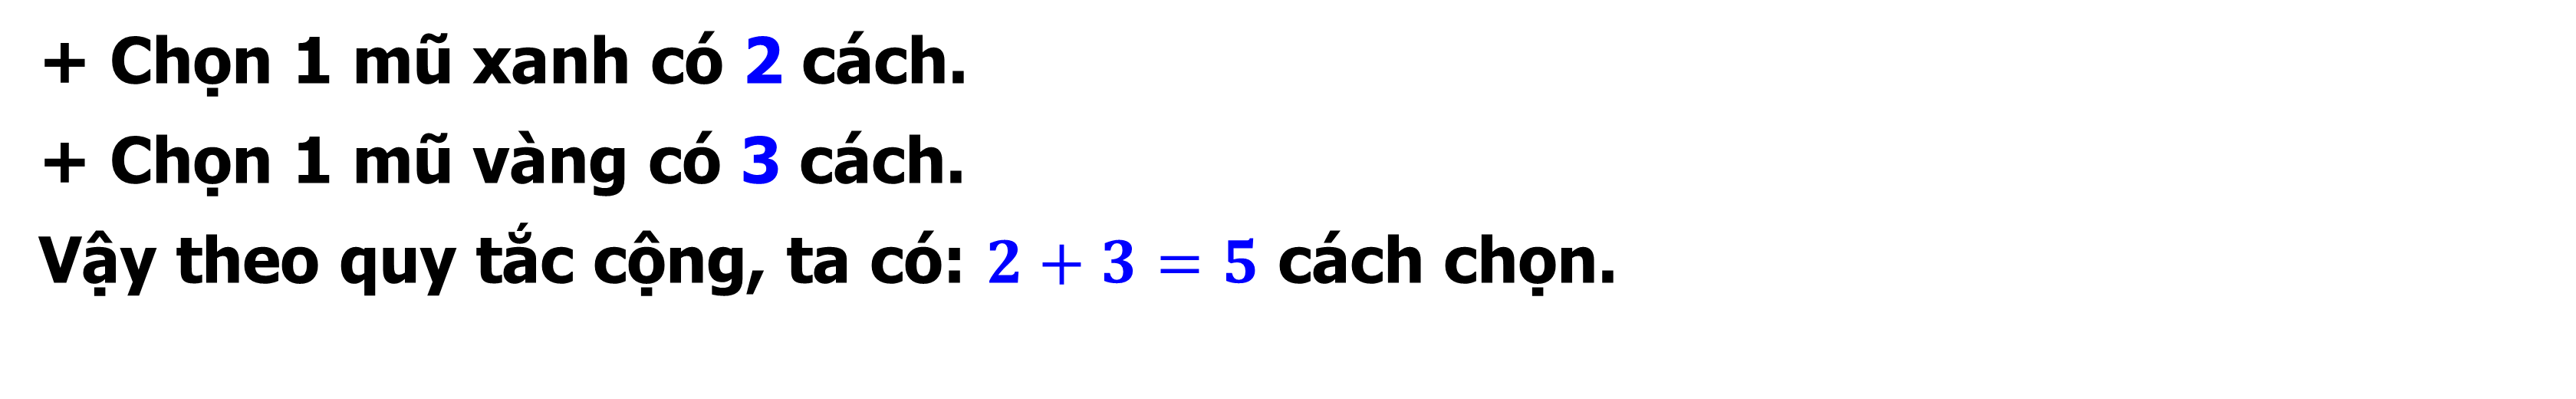 + Chọn 1 mũ xanh có 2 cách.
+ Chọn 1 mũ vàng có 3 cách.
Vậy theo quy tắc cộng, ta có: 2 + 3 = 5 cách chọn.